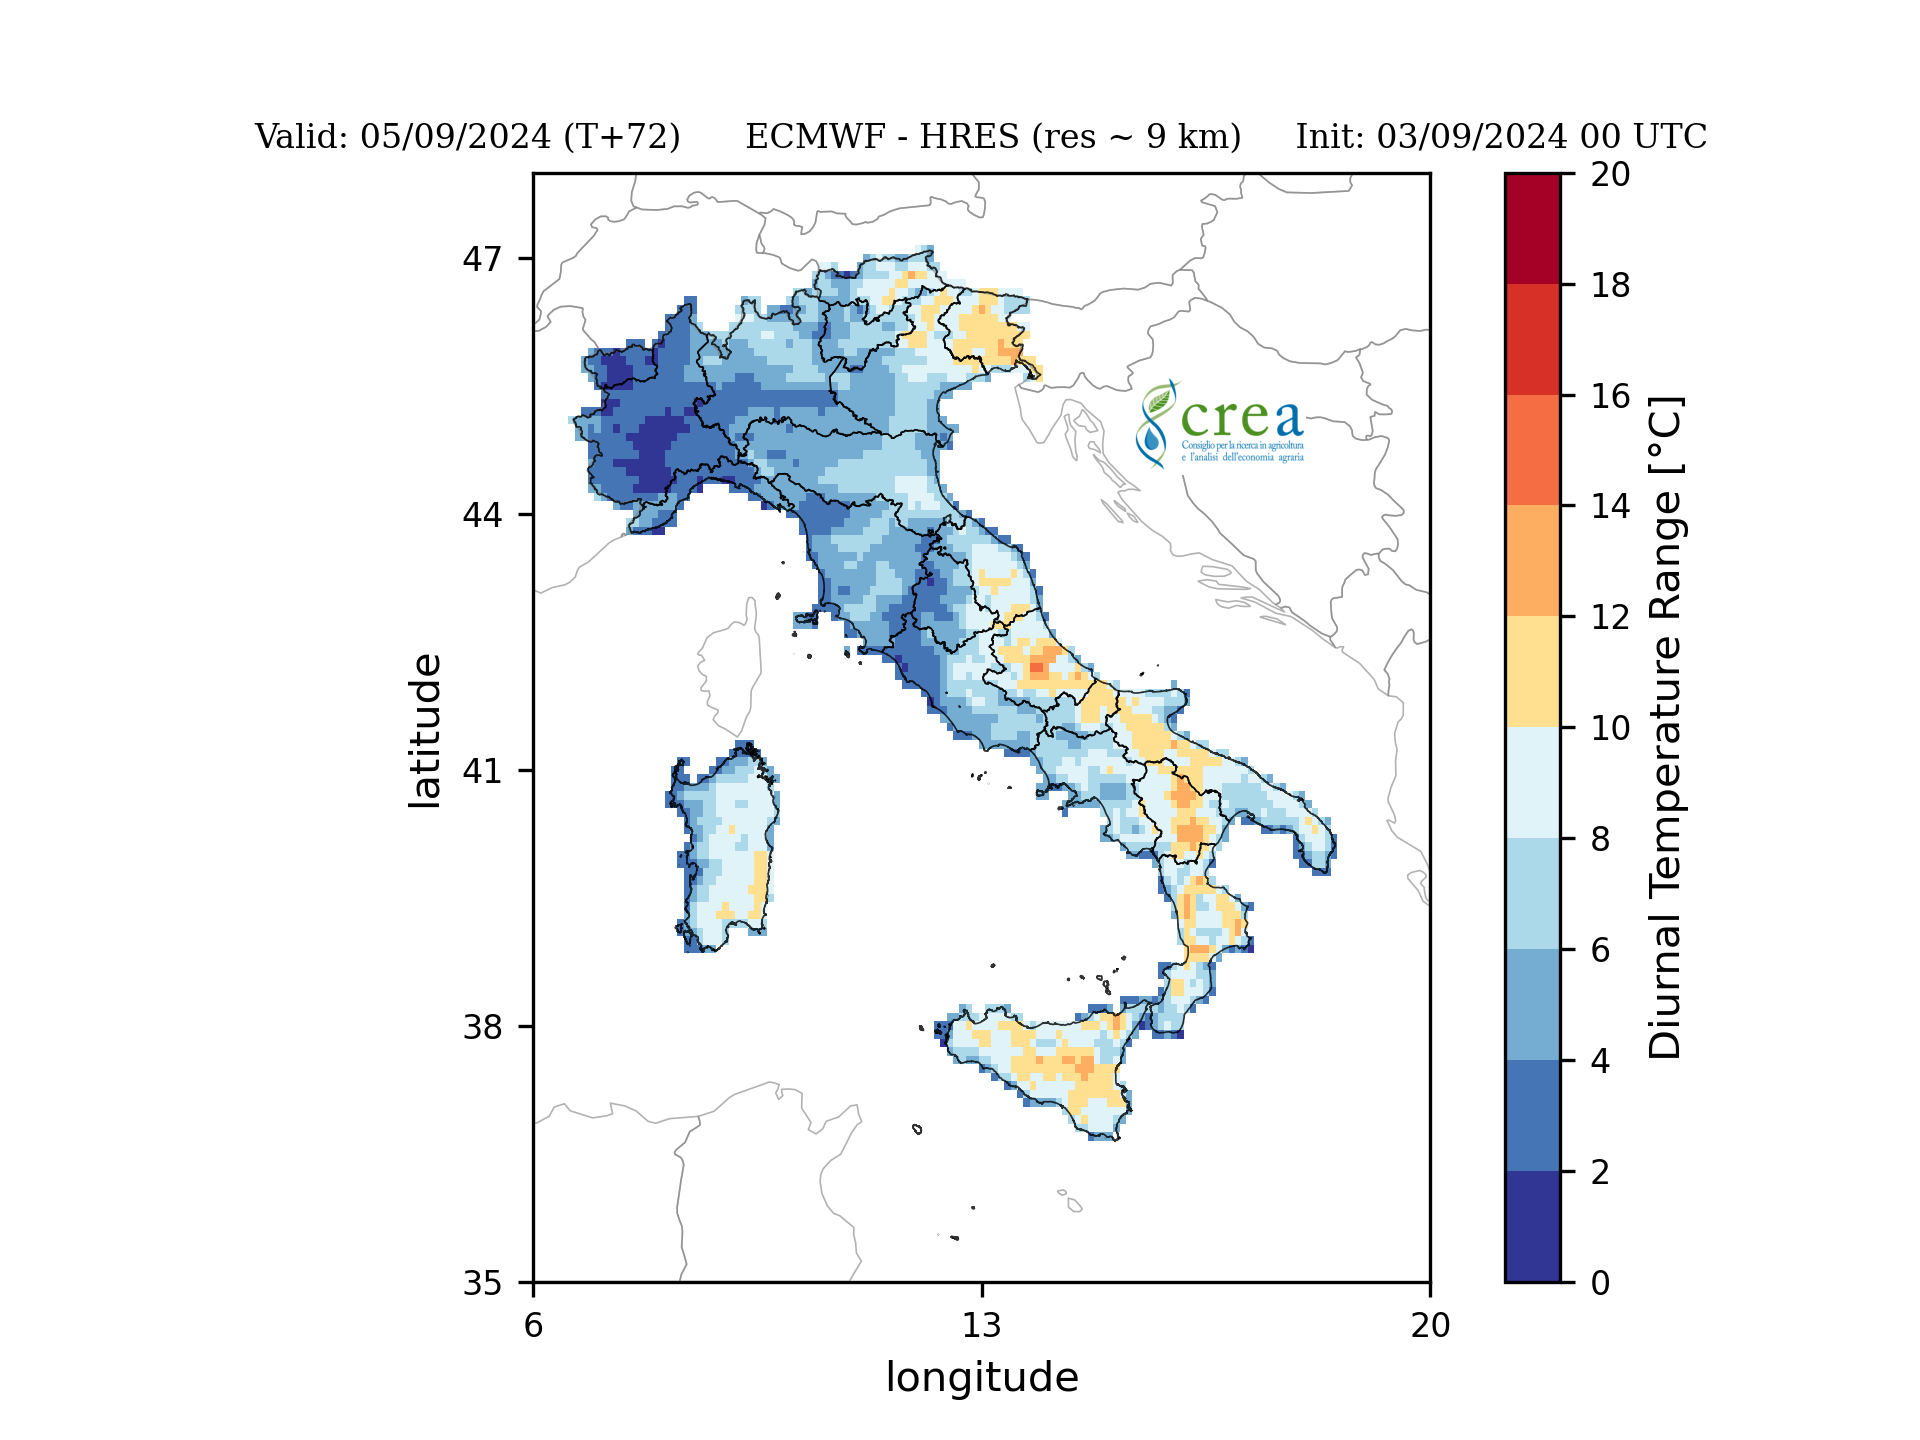 Valid: 05/09/2024 (T+72) ECMWF - HRES (res ~ 9 km) Init: 03/09/2024 00 UTC
20
47
18
16
crea
Consiglio per la ricerca in agricoltura
e l'analisi dell'economia agraria
44
14
12
latitude
Diurnal Temperature Range [°C]
10
41
8
6
38
4
2
35
0
6
13
20
longitude